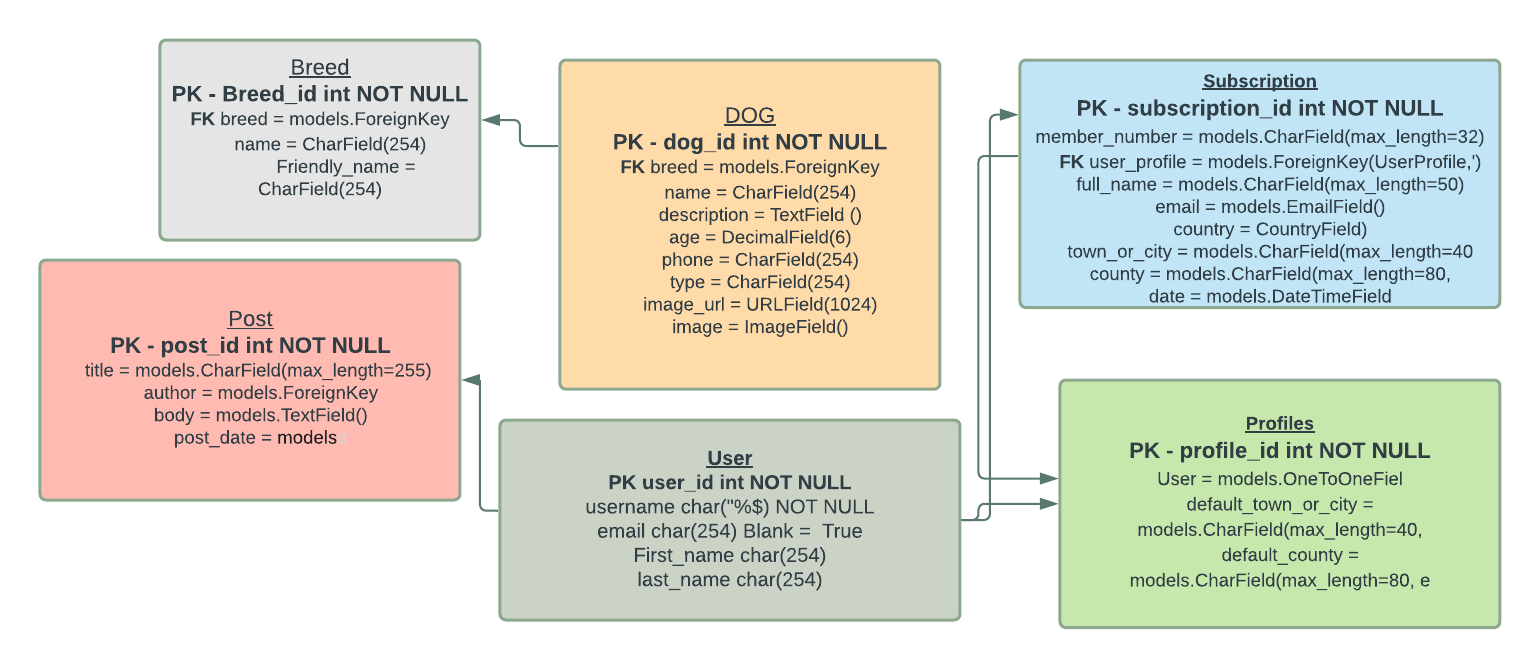 Breed
PK - Breed_id int NOT NULL
FK breed = models.ForeignKey
name = CharField(254)
Friendly_name =
CharField(254)
DOG
PK - dog_id int NOT NULL
FK breed = models.ForeignKey
name = CharField(254)
description = TextField ()
age = DecimalField(6)
phone = CharField(254)
type = CharField(254)
image_url = URLField(1024)
image = ImageField()
Subscription
PK - subscription_id int NOT NULL
member_number = models.CharField(max_length=32)
FK user_profile = models.ForeignKey(UserProfile,')
full_name = models.CharField(max_length=50)
email = models.EmailField()
country = CountryField)
town_or_city = models.CharField(max_length=40
county = models.CharField(max_length=80,
date = models.DateTimeField
Post
PK - post_id int NOT NULL
title = models.CharField(max_length=255)
author = models.ForeignKey
body = models.TextField()
post_date = models
User
PK user_id int NOT NULL
username char("%$) NOT NULL
email char(254) Blank =  True
First_name char(254)
last_name char(254)
Profiles
PK - profile_id int NOT NULL
User = models.OneToOneFiel
default_town_or_city =
models.CharField(max_length=40,
default_county =
models.CharField(max_length=80, e